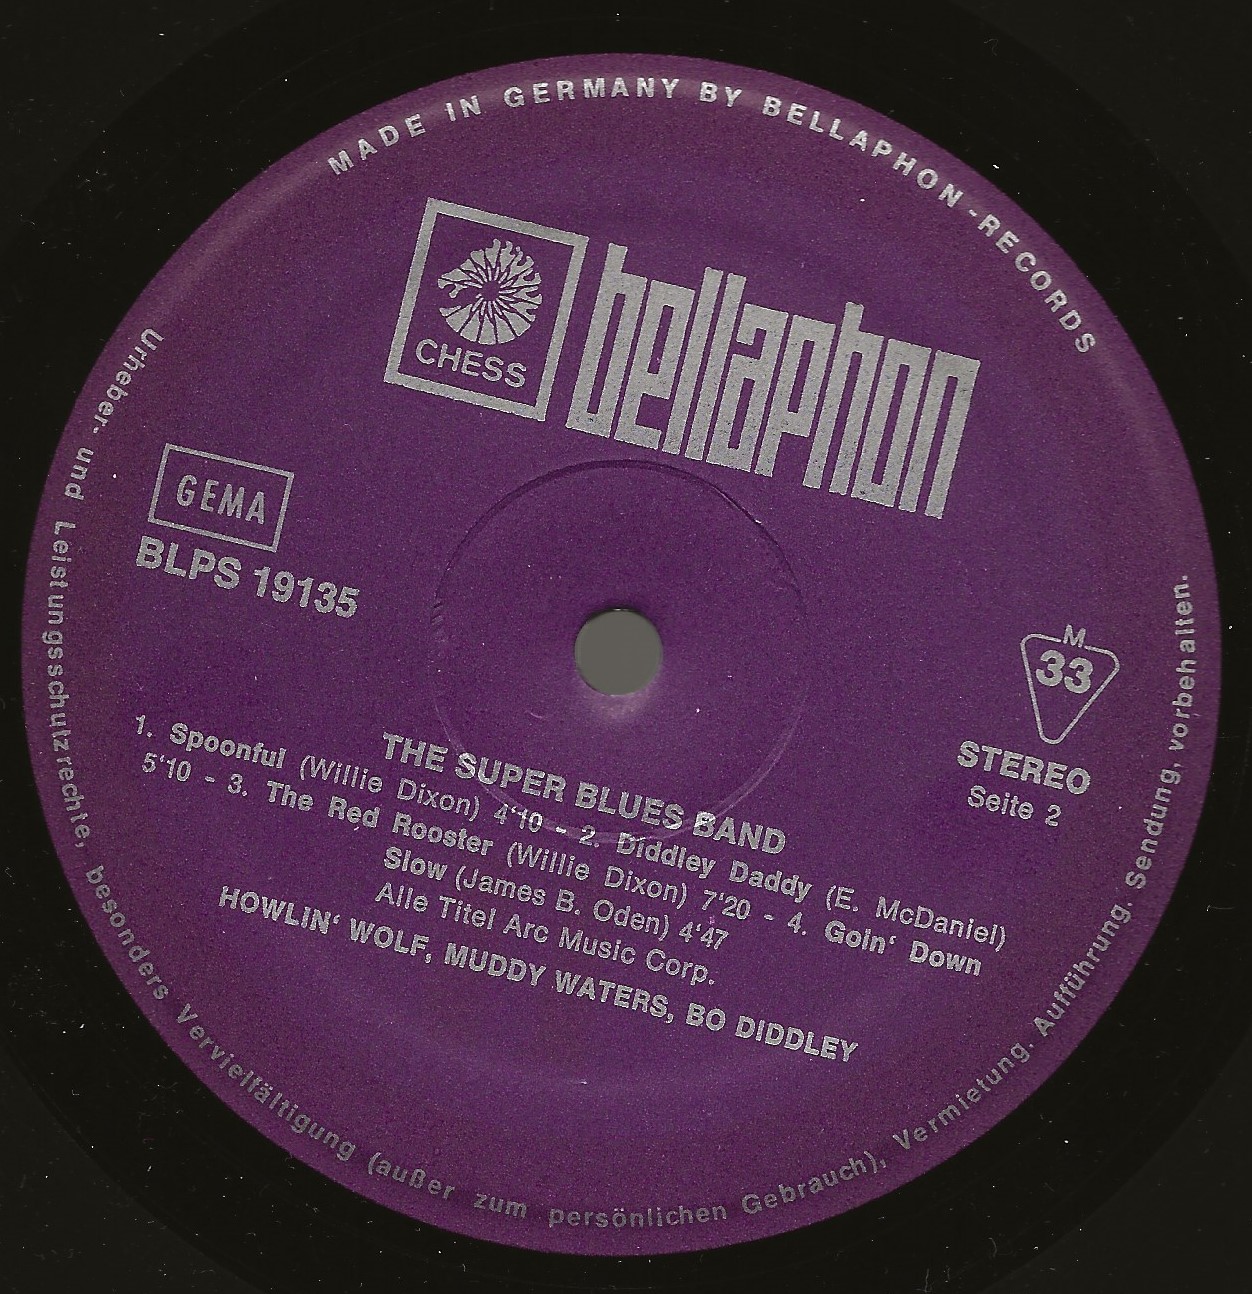 MADE IN GERMANY BY BELLAPHON-RECORDS
CHESS
bellaphon
GEMA
BLPS 19135
M
33
STEREO
Seite 2
THE SUPER BLUES BAND
1. Spoonful (Willie Dixon) 4‘10 - 2. Diddley Daddy (E. McDaniel)
5‘10 - 3. The Red Rooster (Willie Dixon) 7‘20 - 4. Goin‘ Down
Slow (James B. Oden) 4‘47
Alle Titel Arc Music Corp.
HOWLIN‘ WOLF, MUDDY WATERS, BO DIDDLEY
Urheber- und Leistungsschutzrechte, besonders Vervielfältigung (außer zum persönlichen Gebrauch), Vermietung. Aufführung. Sendung, vorbehalten.